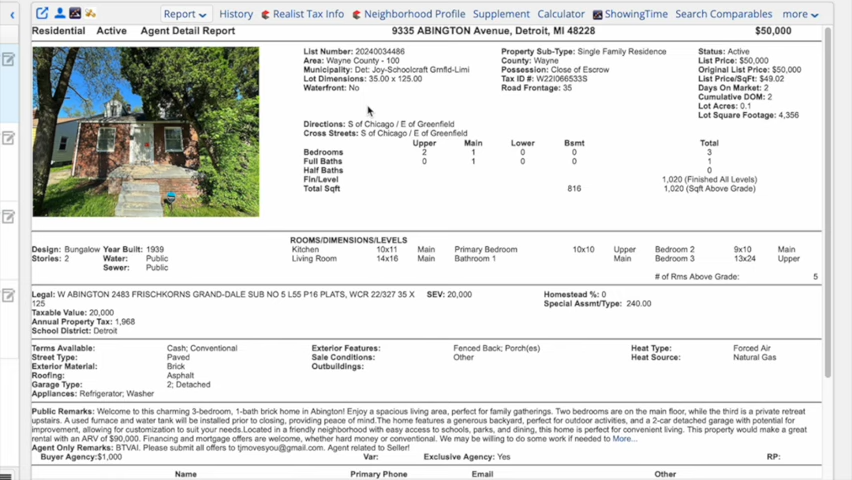 Report History Realist Tax Info Neighborhood Profile Supplement Calculator ShowingTime Search Comparables more
Residential Active Agent Detail Report 9335 ABINGTON Avenue, Detroit, MI 48228 $50,000
List Number: 20240034486 Property Sub-Type: Single Family Residence Status: Active
Area: Wayne County - 100 County: Wayne List Price: $50,000
Municipality: Det: Joy-Schoolcraft Grnfld-Limi Possession: Close of Escrow Original List Price: $50,000
Lot Dimensions: 35.00 x 125.00 Tax ID #: W22I066533S List Price/SqFt: $49.02
Waterfront: No Road Frontage: 35 Days On Market: 2
Cumulative DOM: 2
Lot Acres: 0.1
Lot Square Footage: 4,356
Directions: S of Chicago / E of Greenfield
Cross Streets: S of Chicago / E of Greenfield
Upper Main Lower Bsmt Total
Bedrooms 2 1 0 0 3
Full Baths 0 1 0 0 1
Half Baths 0
Fin/Level 1,020 (Finished All Levels)
Total Sqft 816 1,020 (Sqft Above Grade)
ROOMS/DIMENSIONS/LEVELS
Design: Bungalow Year Built: 1939 Kitchen 10x11 Main Primary Bedroom 10x10 Upper Bedroom 2 9x10 Main
Stories: 2 Water: Public Living Room 14x16 Main Bathroom 1 Main Bedroom 3 13x24 Upper
Sewer: Public
# of Rms Above Grade: 5
Legal: W ABINGTON 2483 FRISCHKORNS GRAND-DALE SUB NO 5 L55 P16 PLATS, WCR 22/327 35 X SEV: 20,000 Homestead %: 0
125 Special Assmt/Type: 240.00
Taxable Value: 20,000
Annual Property Tax: 1,968
School District: Detroit
Terms Available: Cash; Conventional Exterior Features: Fenced Back; Porch(es) Heat Type: Forced Air
Street Type: Paved Sale Conditions: Other Heat Source: Natural Gas
Exterior Material: Brick Outbuildings:
Roofing: Asphalt
Garage Type 2; Detached
Appliances: Refrigerator; Washer
Public Remarks: Welcome to this charming 3-bedroom, 1-bath brick home in Abington! Enjoy a spacious living area, perfect for family gatherings. Two bedrooms are on the main floor, while the third is a private retreat
upstairs. A used furnace and water tank will be installed prior to closing, providing peace of mind.The home features a generous backyard, perfect for outdoor activities, and a 2-car detached garage with potential for
improvement, allowing for customization to suit your needs.Located in a friendly neighborhood with easy access to schools, parks, and dining, this home is perfect for convenient living. This property would make a great
rental with an ARV of $90,000. Financing and mortgage offers are welcome, whether hard money or conventional. We may be willing to do some work if needed to More...
Agent Only Remarks: BTVAI. Please submit all offers to tjmovesyou@gmail.com. Agent related to Seller!
Buyer Agency:$1,000 Var: Exclusive Agency: Yes RP:
Name Primary Phone Email Other